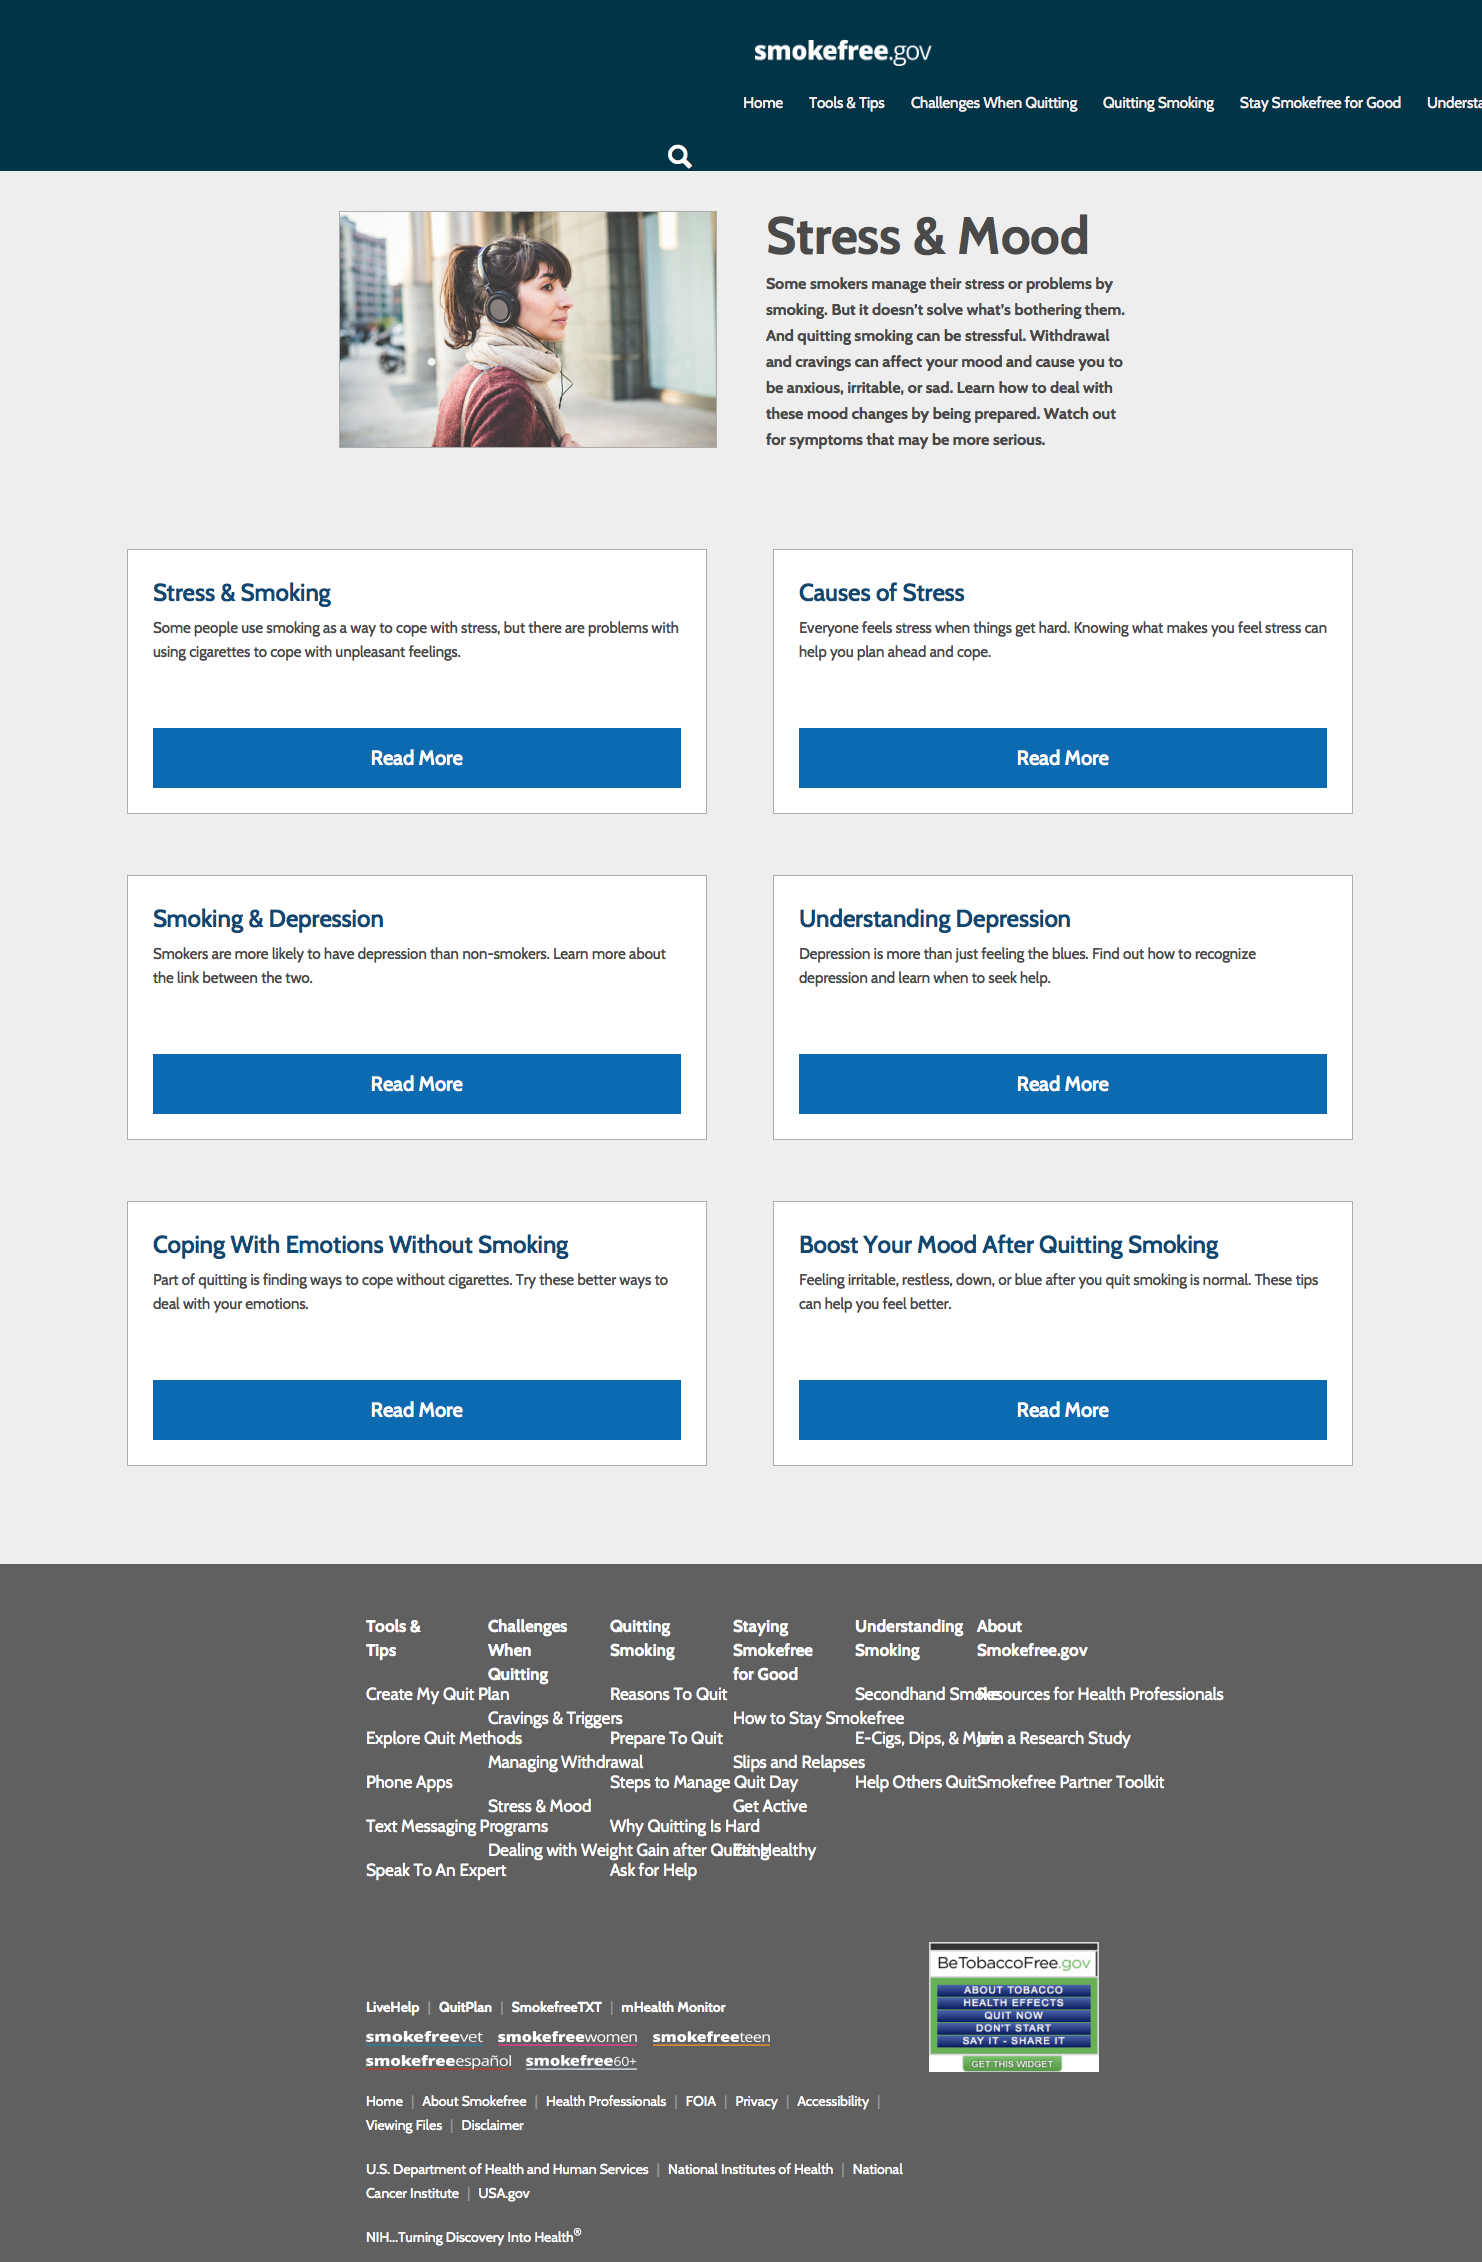 smokefree.gov
Home Tools & Tips Challenges When Quitting Quitting Smoking Stay Smokefree for Good
Stress & Mood
Some smokers manage their stress or problems by
smoking. But it doesn't solve what's bothering them.
And quitting smoking can be stressful. Withdrawal
and cravings can affect your mood and cause you to
be anxious, irritable, or sad. Learn how to deal with
these mood changes by being prepared. Watch out
for symptoms that may be more serious.
Stress & Smoking
Some people use smoking as a way to cope with stress, but there are problems with
using cigarettes to cope with unpleasant feelings.
Read More
Causes of Stress
Everyone feels stress when things get hard. Knowing what makes you feel stress can
help you plan ahead and cope.
Read More
Smoking & Depression
Smokers are more likely to have depression than non-smokers. Learn more about
the link between the two.
Read More
Understanding Depression
Depression is more than just feeling the blues. Find out how to recognize
depression and learn when to seek help.
Read More
Coping With Emotions Without Smoking
Part of quitting is finding ways to cope without cigarettes. Try these better ways to
deal with your emotions.
Read More
Boost Your Mood After Quitting Smoking
Feeling irritable, restless, down, or blue after you quit smoking is normal. These tips
can help you feel better.
Read More
Tools &
Tips
Create My Quit Plan
Explore Quit Methods
Phone Apps
Text Messaging Programs
Speak To An Expert
Challenges
When
Quitting
Cravings & Triggers
Managing Withdrawal
Stress & Mood
Dealing with Weight Gain after Quitting
Quitting
Smoking
Reasons To Quit
Prepare To Quit
Steps to Manage Quit Day
Why Quitting Is Hard
Ask for Help
Staying
Smokefree
for Good
How to Stay Smokefree
Slips and Relapses
Get Active
Eat Healthy
Understanding
Smoking
Secondhand Smoke
E-Cigs, Dips, & More
Help Others Quit
About
Smokefree.gov
Resources for Health Professionals
Join a Research Study
Smokefree Partner Toolkit
BeTobaccoFree.gov
ABOUT TOBACCO
HEALTH EFFECTS
QUIT NOW
DON'T START
SAY IT - SHARE IT
GET THIS WIDGET
LiveHelp | QuitPlan | SmokefreeTXT | mHealth Monitor
smokefreevet smokefreewomen smokefreeteen
smokefreeespañol smokefree60+
Home | About Smokefree | Health Professionals | FOIA | Privacy | Accessibility |
Viewing Files | Disclaimer
U.S. Department of Health and Human Services | National Institutes of Health | National
Cancer Institute | USA.gov
NIH...Turning Discovery Into Health®